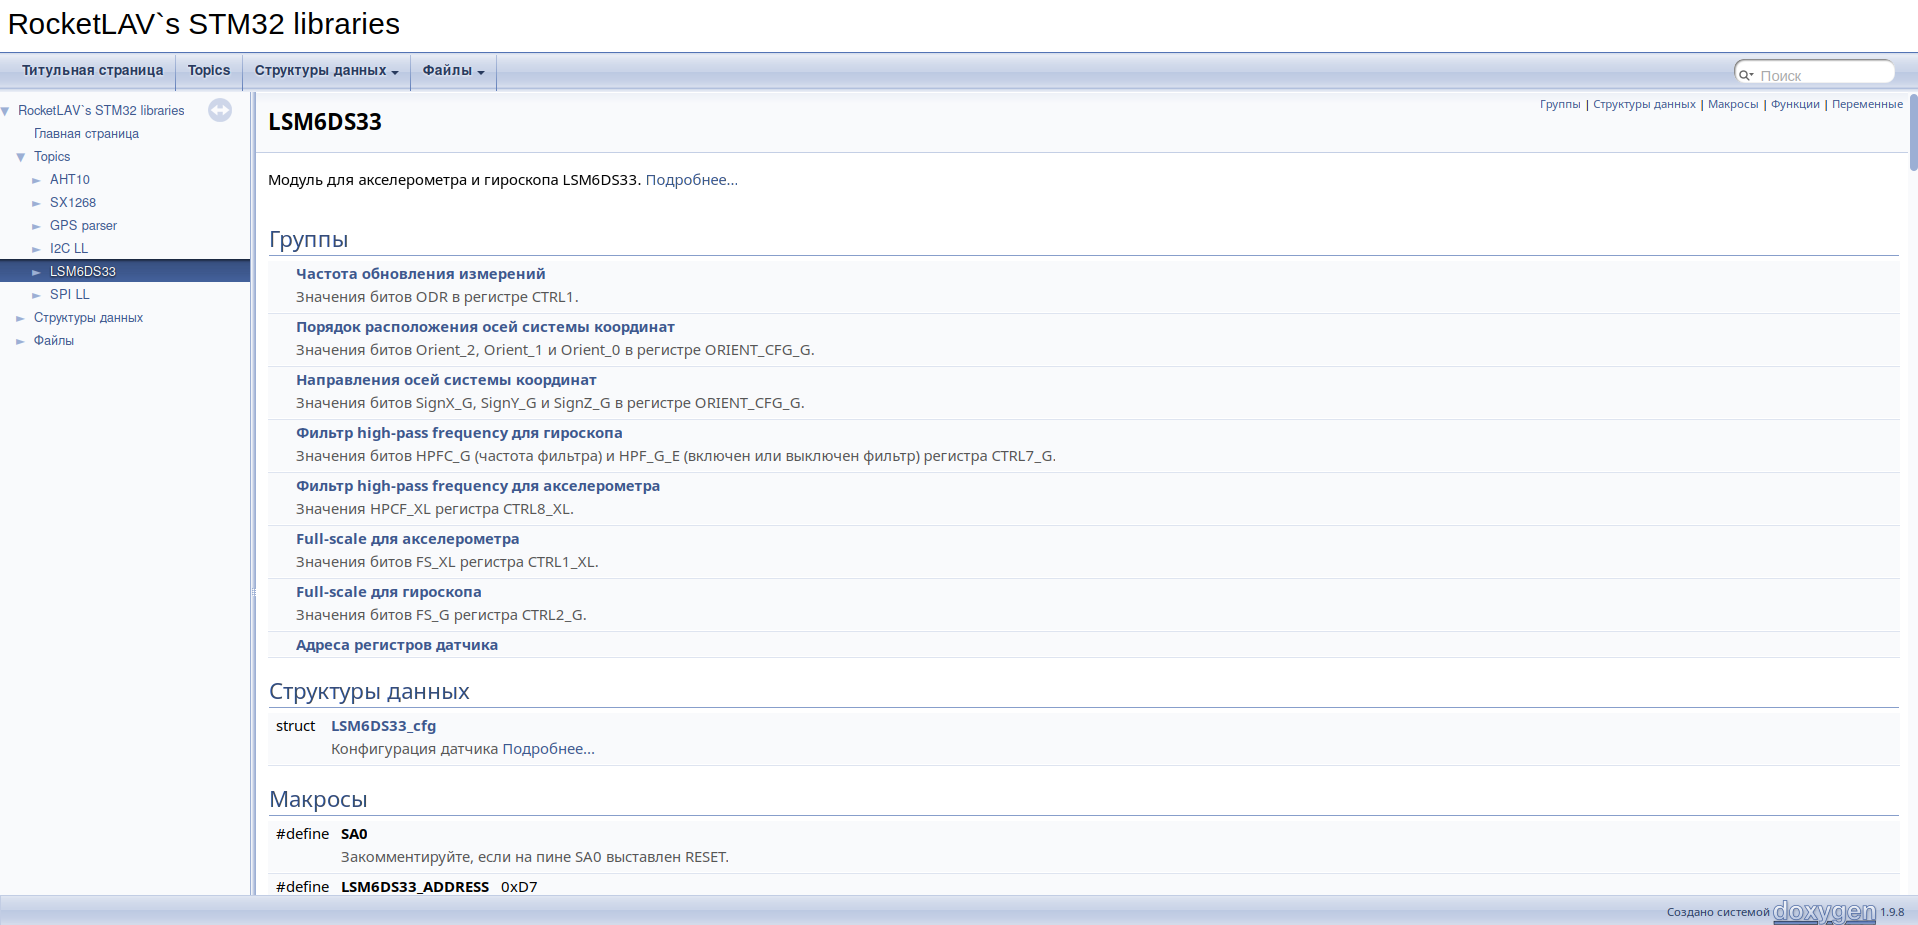 RocketLAV`s STM32 libraries
Титульная страница Topics Структуры данных Файлы Поиск
RocketLAV`s STM32 libraries
Главная страница
Topics
AHT10
SX1268
GPS parser
I2C LL
LSM6DS33
SPI LL
Структуры данных
Файлы
Группы | Структуры данных | Макросы | Функции | Переменные
LSM6DS33
Модуль для акселерометра и гироскопа LSM6DS33. Подробнее...
Группы
Частота обновления измерений
Значения битов ODR в регистре CTRL1.
Порядок расположения осей системы координат
Значения битов Orient_2, Orient_1 и Orient_0 в регистре ORIENT_CFG_G.
Направления осей системы координат
Значения битов SignX_G, SignY_G и SignZ_G в регистре ORIENT_CFG_G.
Фильтр high-pass frequency для гироскопа
Значения битов HPFC_G (частота фильтра) и HPF_G_E (включен или выключен фильтр) регистра CTRL7_G.
Фильтр high-pass frequency для акселерометра
Значения HPCF_XL регистра CTRL8_XL.
Full-scale для акселерометра
Значения битов FS_XL регистра CTRL1_XL.
Full-scale для гироскопа
Значения битов FS_G регистра CTRL2_G.
Адреса регистров датчика
Структуры данных
struct LSM6DS33_cfg
Конфигурация датчика Подробнее...
Макросы
#define SA0
Закомментируйте, если на пине SA0 выставлен RESET.
#define LSM6DS33_ADDRESS 0xD7
Создано системой doxygen 1.9.8